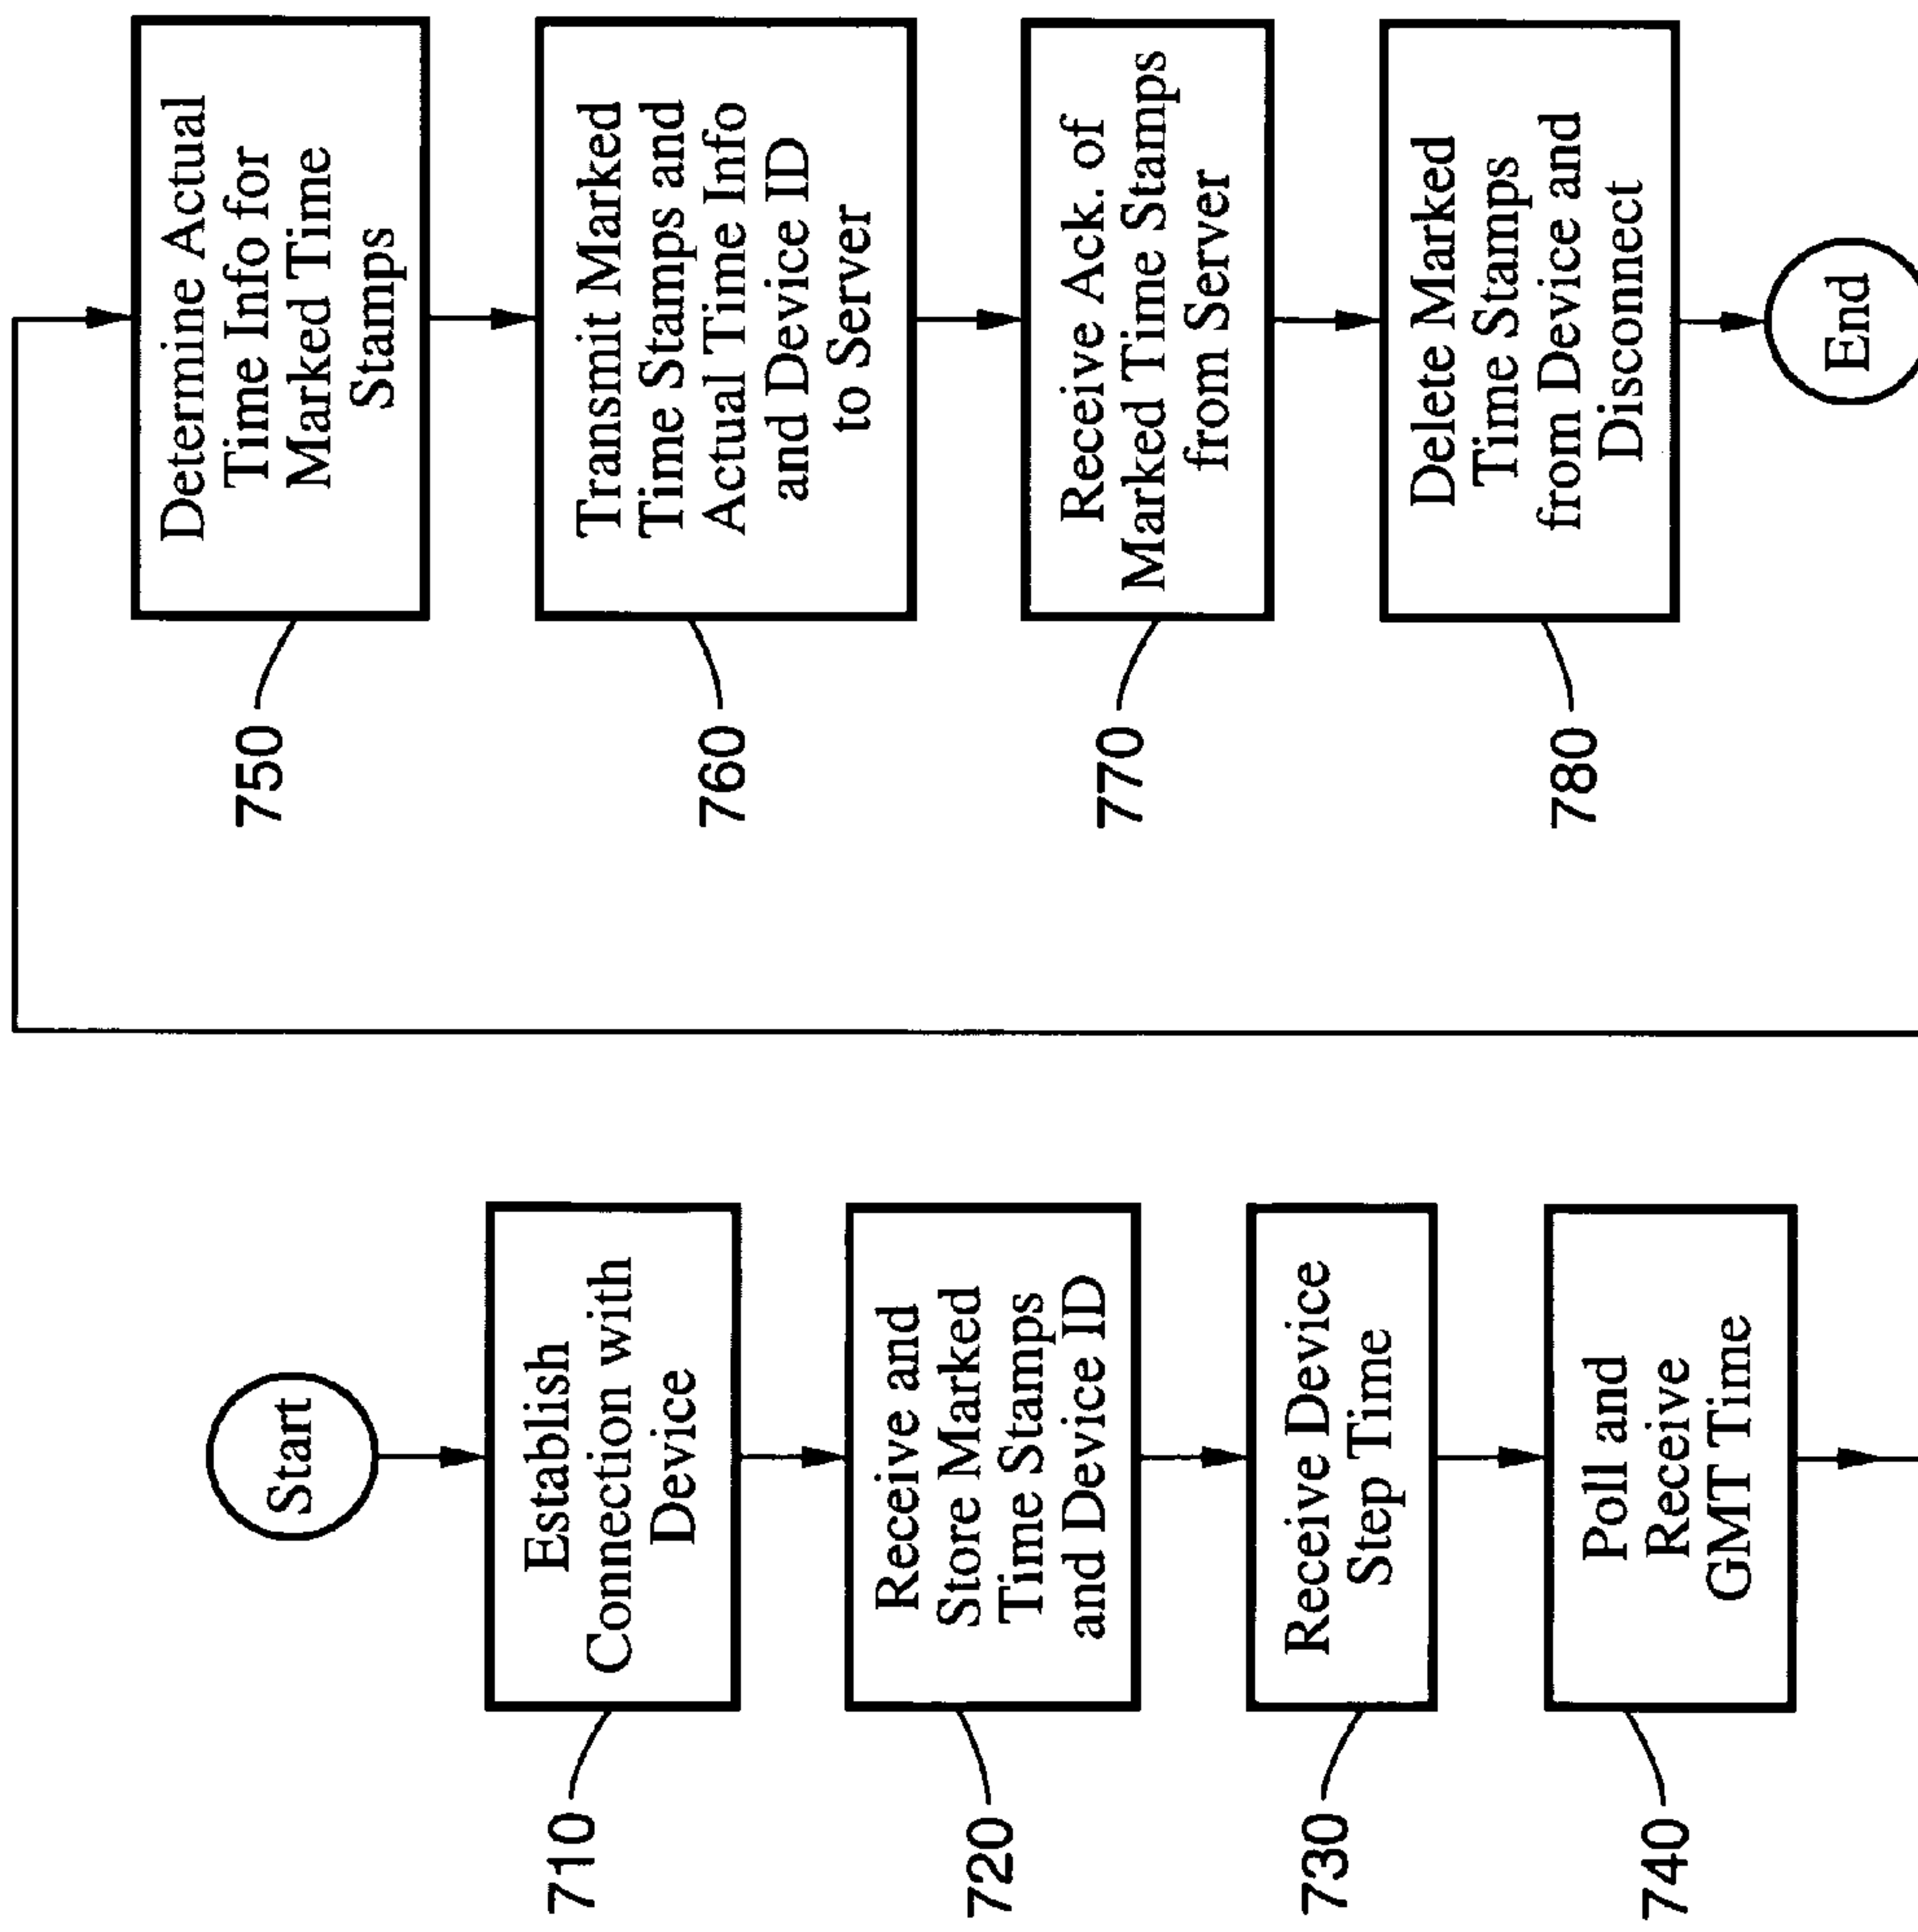 Start
710
Establish
Connection with
Device
720
Receive and
Store Marked
Time Stamps
and Device ID
730
Receive Device
Step Time
740
Poll and
Receive
GMT Time
750
Determine Actual
Time Info for
Marked Time
Stamps
760
Transmit Marked
Time Stamps and
Actual Time Info
and Device ID
to Server
770
Receive Ack. of
Marked Time Stamps
from Server
780
Delete Marked
Time Stamps
from Device and
Disconnect
End